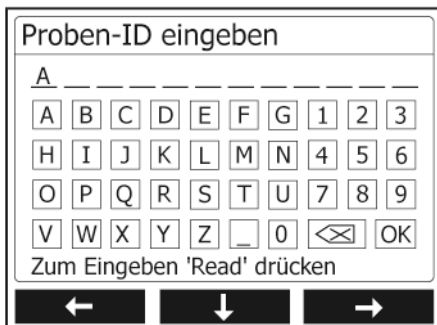 Proben-ID eingeben
A _ _ _ _ _ _ _ _ _ _
A B C D E F G 1 2 3
H I J K L M N 4 5 6
O P Q R S T U 7 8 9
V W X Y Z _ 0 ⌫ OK
Zum Eingeben 'Read' drücken
← ↓ →